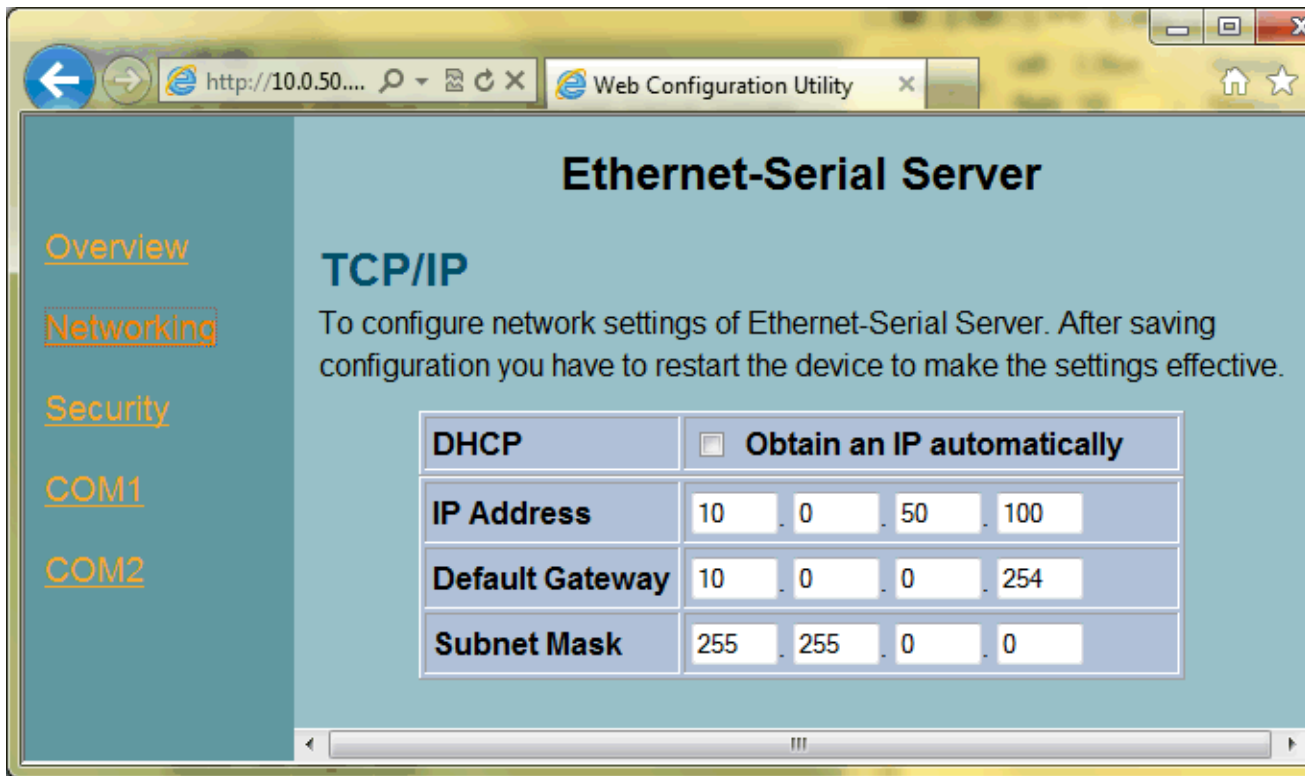 http://10.0.50....
Web Configuration Utility
Ethernet-Serial Server
Overview
Networking
Security
COM1
COM2
TCP/IP
To configure network settings of Ethernet-Serial Server. After saving
configuration you have to restart the device to make the settings effective.
DHCP Obtain an IP automatically
IP Address 10 . 0 . 50 . 100
Default Gateway 10 . 0 . 0 . 254
Subnet Mask 255 . 255 . 0 . 0